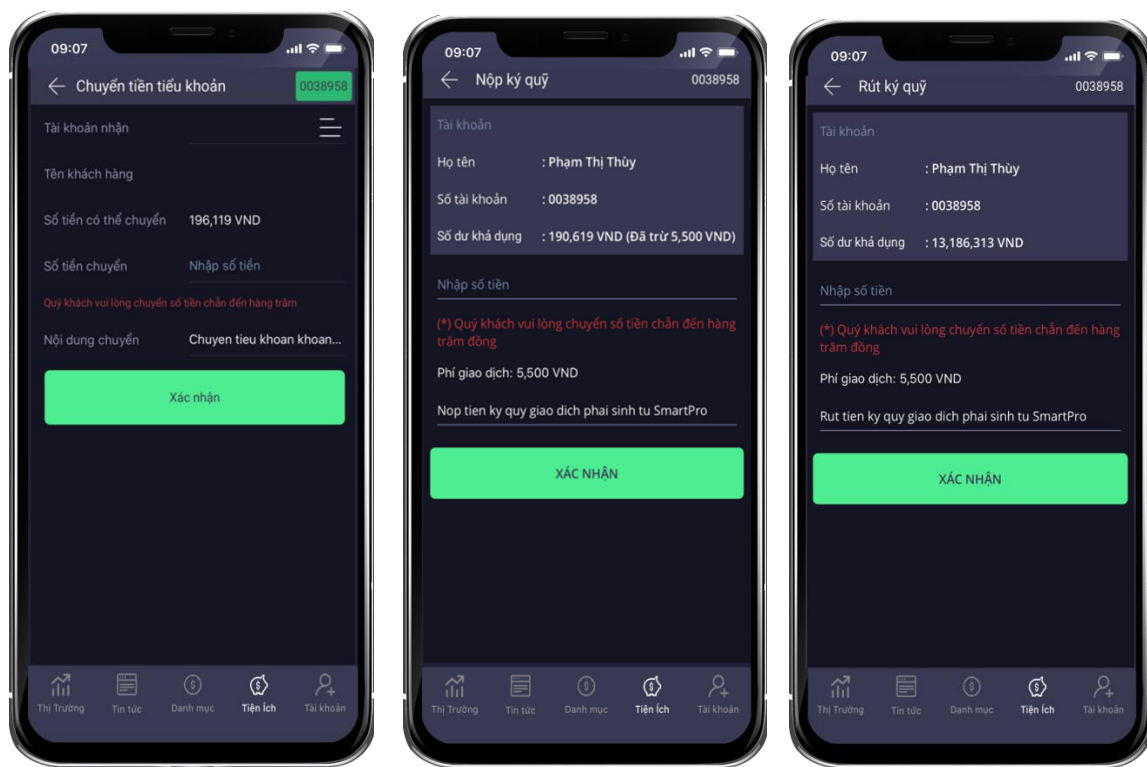 09:07
Chuyển tiền tiểu khoản 0038958
Tài khoản nhận
Tên khách hàng
Số tiền có thể chuyển 196,119 VND
Số tiền chuyển Nhập số tiền
Quý khách vui lòng chuyển số tiền chẵn đến hàng trăm
Nội dung chuyển Chuyen tieu khoan khoan...
Xác nhận
Thị Trường Tin tức Danh mục Tiện Ích Tài khoản
09:07
Nộp ký quỹ 0038958
Tài khoản
Họ tên : Phạm Thị Thùy
Số tài khoản : 0038958
Số dư khả dụng : 190,619 VND (Đã trừ 5,500 VND)
Nhập số tiền
(*) Quý khách vui lòng chuyển số tiền chẵn đến hàng
trăm đồng
Phí giao dịch: 5,500 VND
Nop tien ky quy giao dich phai sinh tu SmartPro
XÁC NHẬN
Thị Trường Tin tức Danh mục Tiện Ích Tài khoản
09:07
Rút ký quỹ 0038958
Tài khoản
Họ tên : Phạm Thị Thùy
Số tài khoản : 0038958
Số dư khả dụng : 13,186,313 VND
Nhập số tiền
(*) Quý khách vui lòng chuyển số tiền chẵn đến hàng
trăm đồng
Phí giao dịch: 5,500 VND
Rut tien ky quy giao dich phai sinh tu SmartPro
XÁC NHẬN
Thị Trường Tin tức Danh mục Tiện Ích Tài khoản